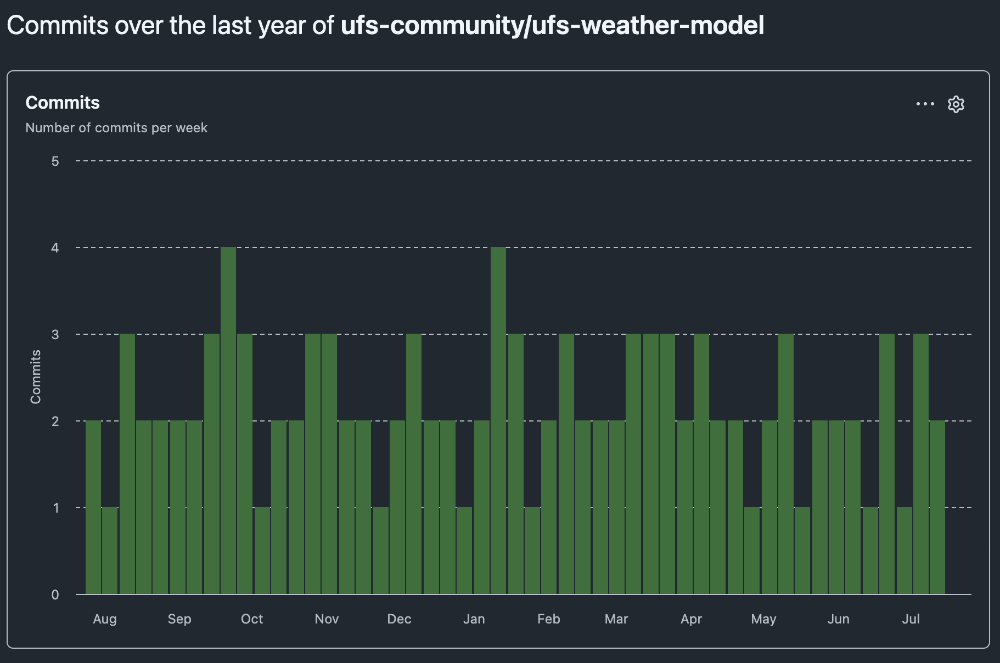 Commits over the last year of ufs-community/ufs-weather-model
Commits
Number of commits per week
5
4
3
2
1
0
Commits
Aug Sep Oct Nov Dec Jan Feb Mar Apr May Jun Jul